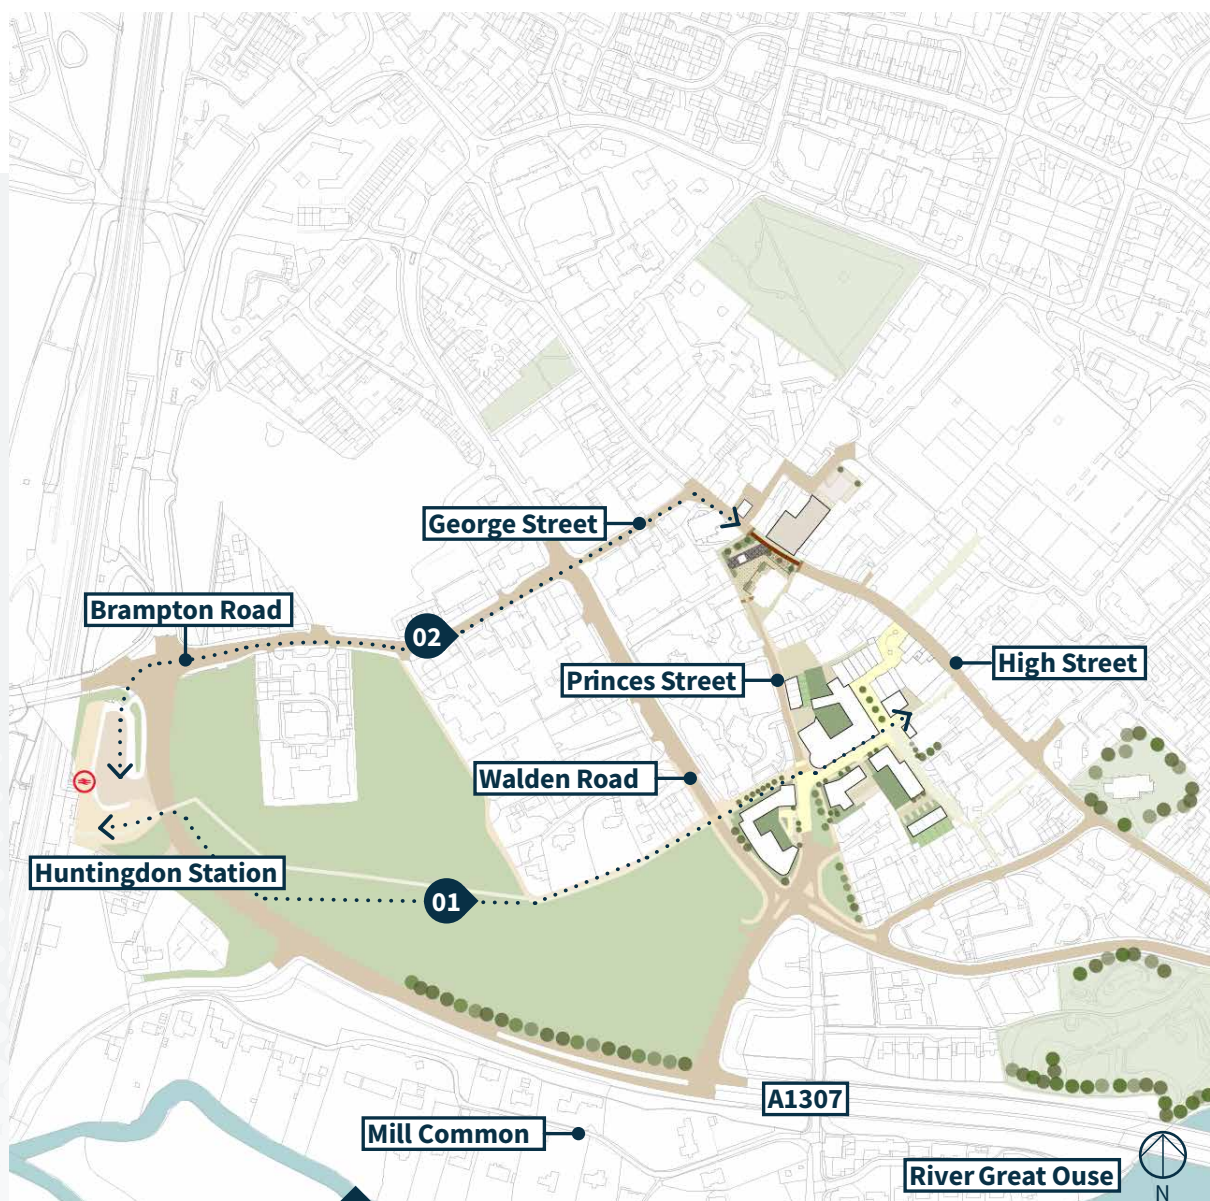 George Street
Brampton Road
02
High Street
Princes Street
Walden Road
Huntingdon Station
01
A1307
Mill Common
River Great Ouse
N